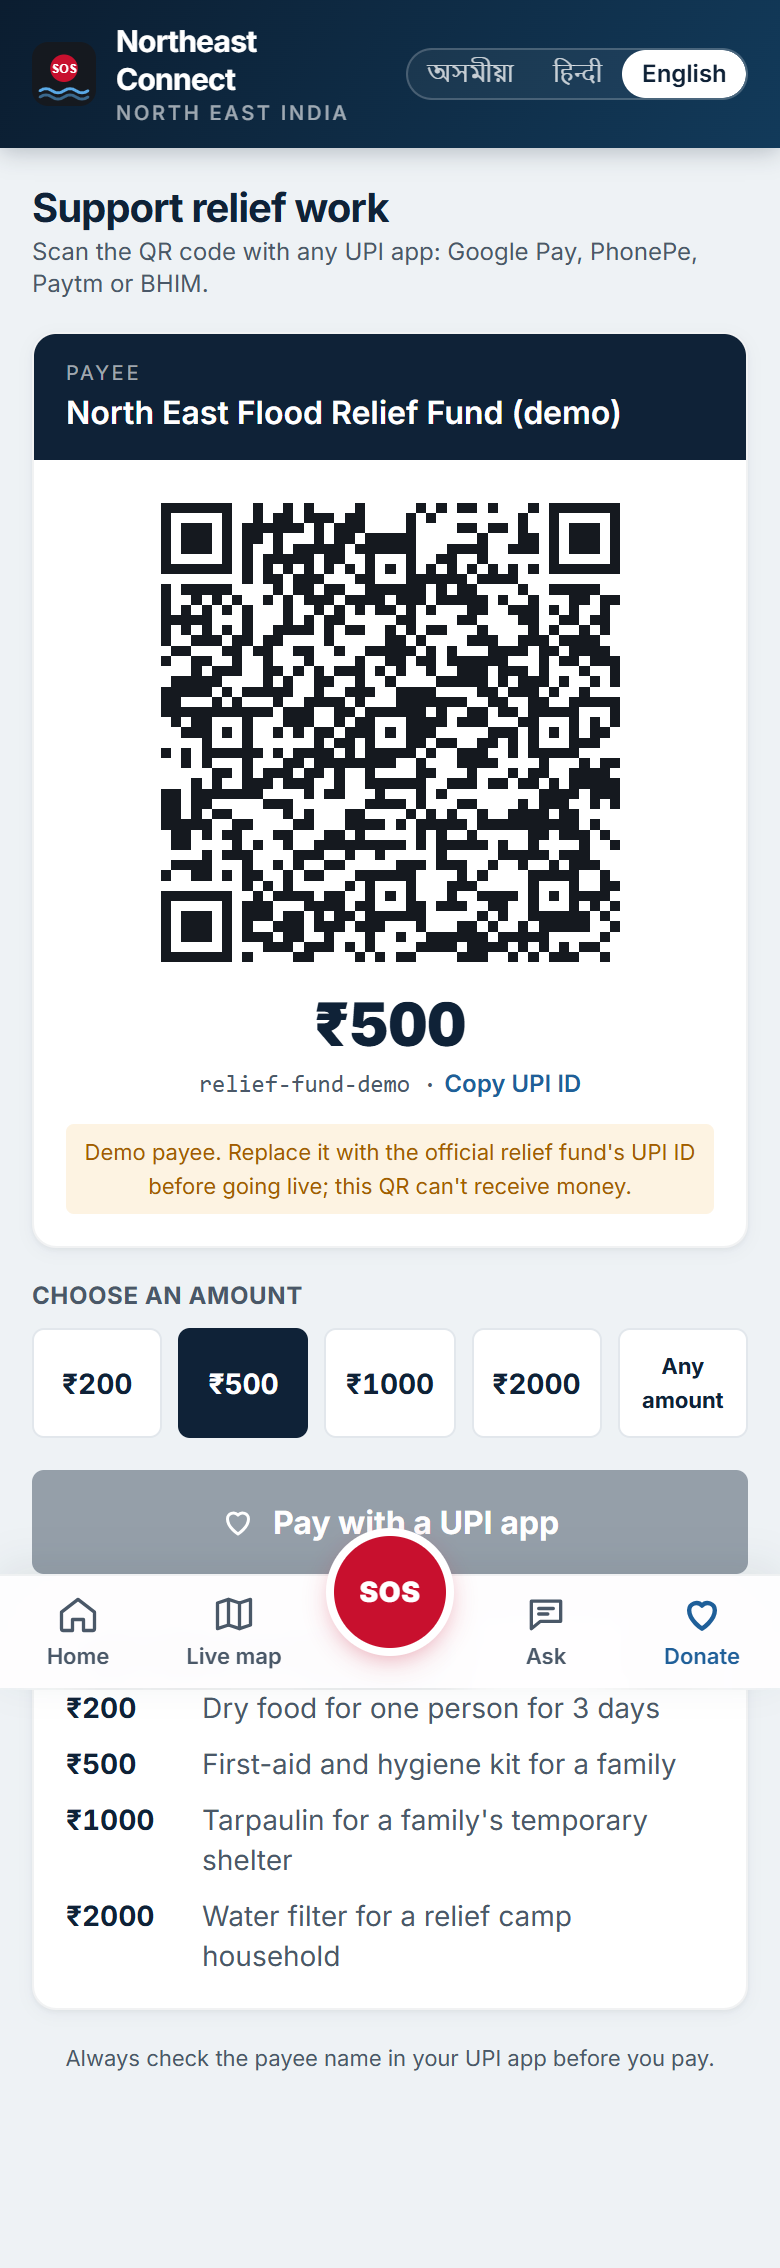 SOS
Northeast
Connect
NORTH EAST INDIA
অসমীয়া
हिन्दी
English
Support relief work
Scan the QR code with any UPI app: Google Pay, PhonePe,
Paytm or BHIM.
PAYEE
North East Flood Relief Fund (demo)
₹500
relief-fund-demo · Copy UPI ID
Demo payee. Replace it with the official relief fund's UPI ID
before going live; this QR can't receive money.
CHOOSE AN AMOUNT
₹200
₹500
₹1000
₹2000
Any
amount
Pay with a UPI app
SOS
Home
Live map
Ask
Donate
₹200 Dry food for one person for 3 days
₹500 First-aid and hygiene kit for a family
₹1000 Tarpaulin for a family's temporary
shelter
₹2000 Water filter for a relief camp
household
Always check the payee name in your UPI app before you pay.